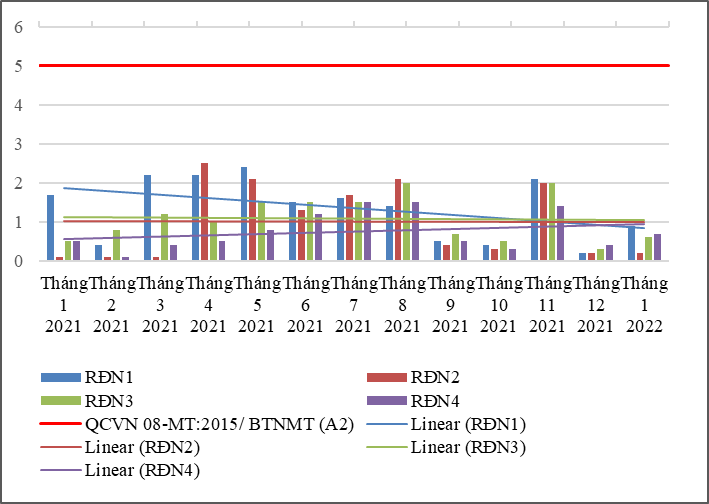 6
5
4
3
2
1
0
Tháng Tháng Tháng Tháng Tháng Tháng Tháng Tháng Tháng Tháng Tháng Tháng Tháng
1 2 3 4 5 6 7 8 9 10 11 12 1
2021 2021 2021 2021 2021 2021 2021 2021 2021 2021 2021 2021 2022
RĐN1 RĐN2
RĐN3 RĐN4
QCVN 08-MT:2015/ BTNMT (A2) Linear (RĐN1)
Linear (RĐN2) Linear (RĐN3)
Linear (RĐN4)